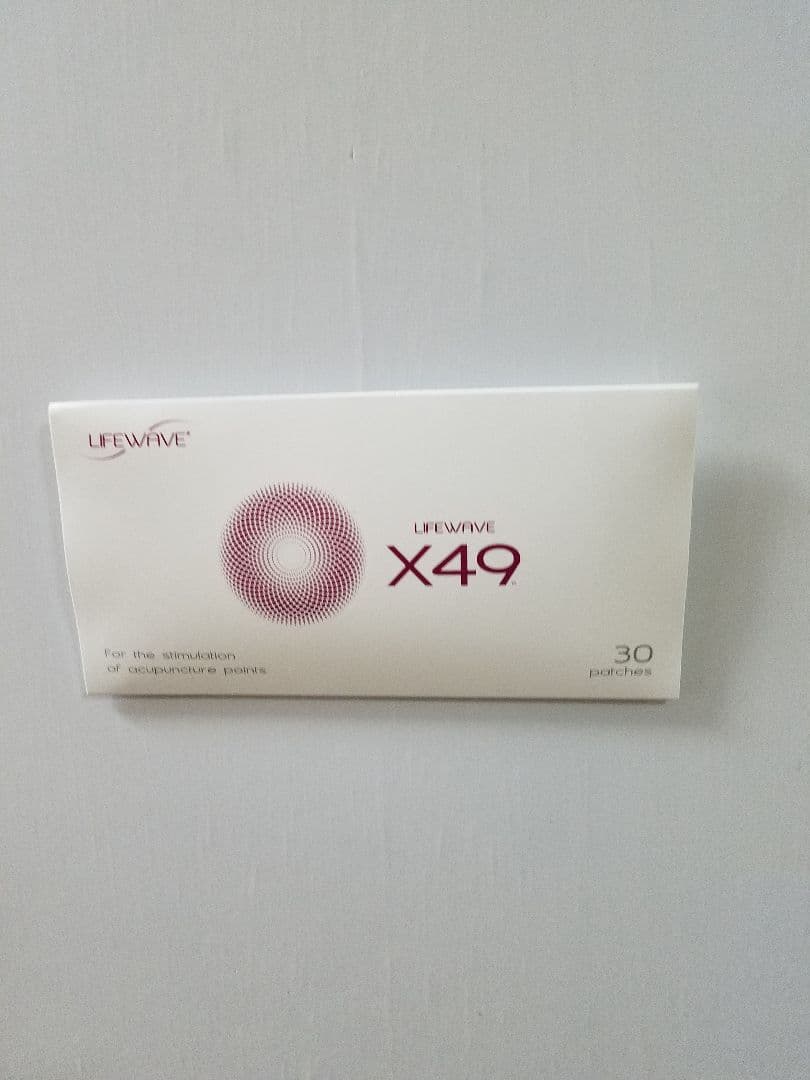 LIFEWAVE®
LIFEWAVE
X49
For the stimulation
of acupuncture points
30
patches